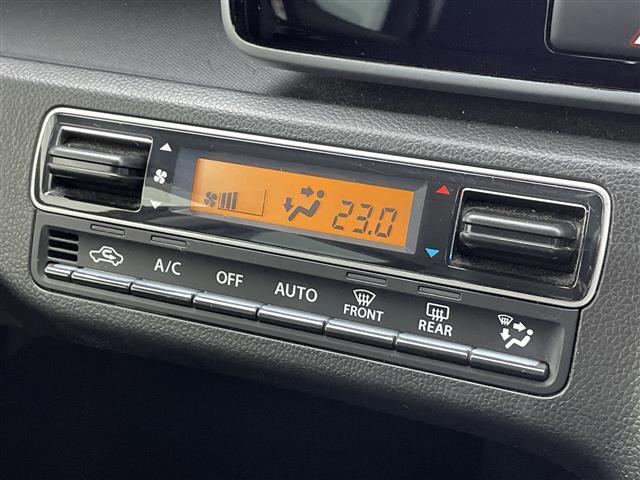 23.0
A/C OFF AUTO FRONT REAR